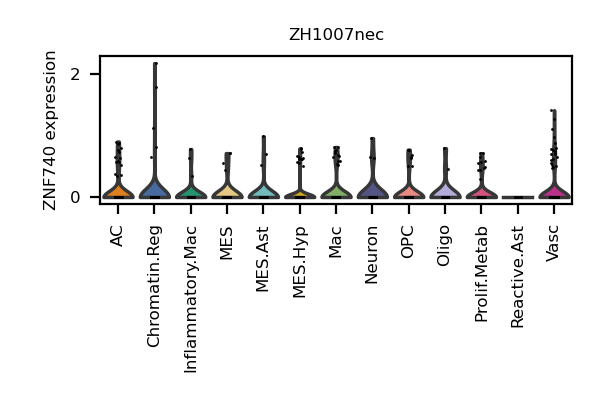 ZH1007nec
ZNF740 expression
2
0
AC
Chromatin.Reg
Inflammatory.Mac
MES
MES.Ast
MES.Hyp
Mac
Neuron
OPC
Oligo
Prolif.Metab
Reactive.Ast
Vasc